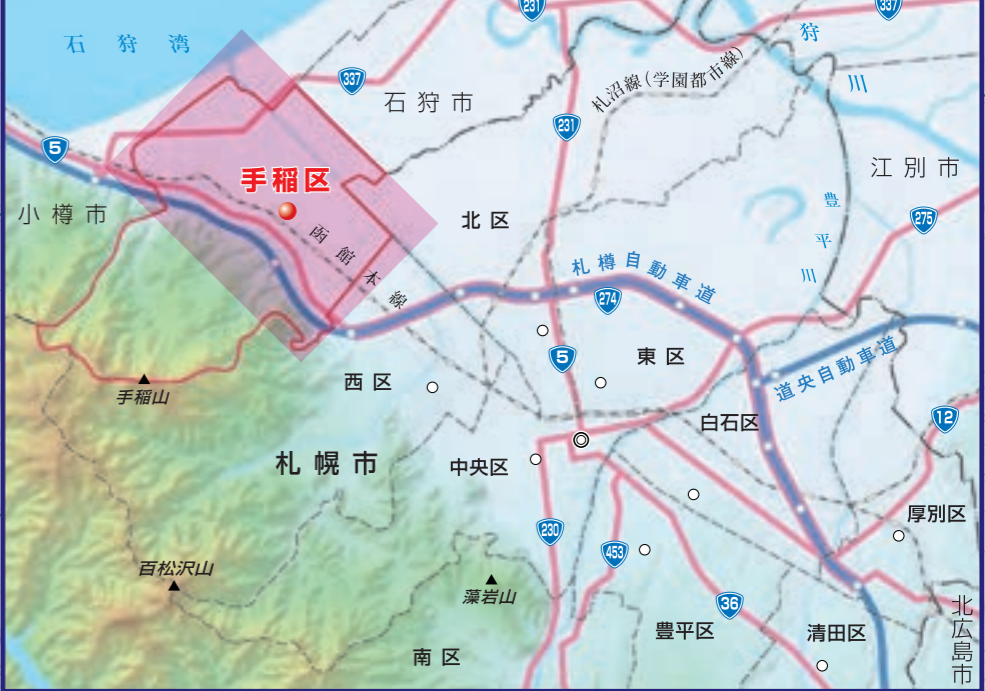 231
337
石狩湾
狩
337
石狩市
札沼線(学園都市線)
川
5
231
江別市
手稲区
小樽市
豊
平
川
北区
275
函館本線
札樽自動車道
274
5
東区
道央自動車道
西区
手稲山
12
白石区
札幌市
中央区
厚別区
230
453
百松沢山
藻岩山
36
北広島市
豊平区
清田区
南区